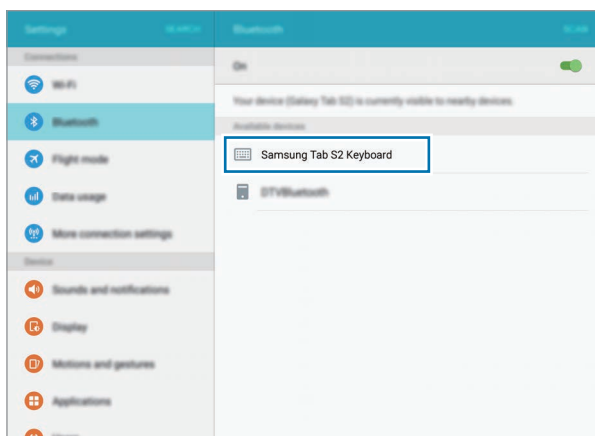 Settings
SEARCH
Connections
Wi-Fi
Bluetooth
Flight mode
Data usage
More connection settings
Device
Sounds and notifications
Display
Motions and gestures
Applications
Bluetooth
SCAN
On
Your device (Galaxy Tab S2) is currently visible to nearby devices.
Available devices
Samsung Tab S2 Keyboard
DTVBluetooth